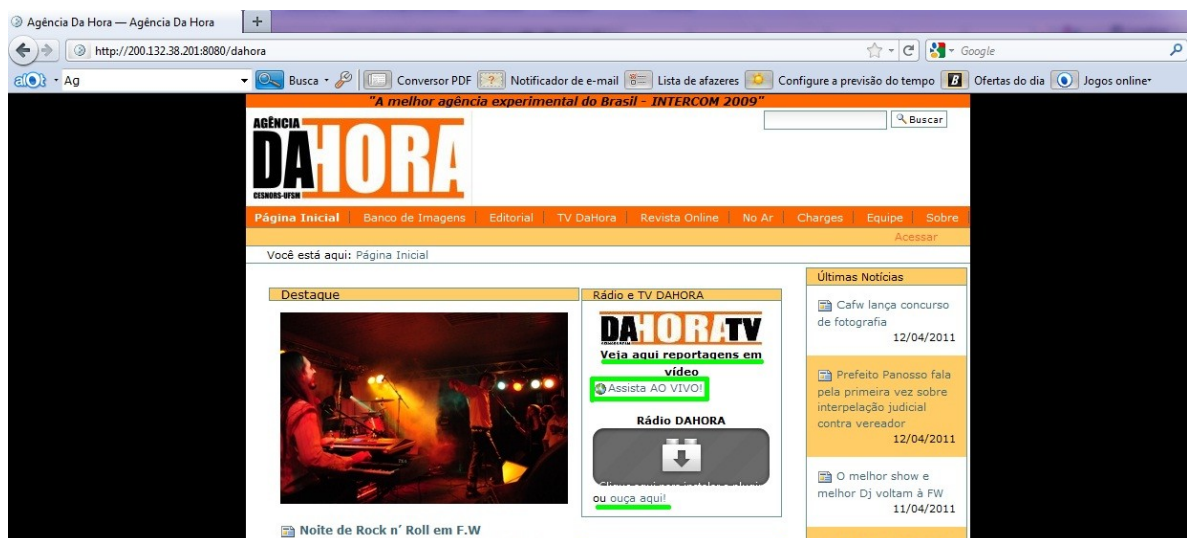 Agência Da Hora — Agência Da Hora
http://200.132.38.201:8080/dahora
Google
a(o){ Ag Busca Conversor PDF Notificador de e-mail Lista de afazeres Configure a previsão do tempo B Ofertas do dia Jogos online
"A melhor agência experimental do Brasil - INTERCOM 2009"
AGÊNCIA
DAHORA
CESNORS-UFSM
Buscar
Página Inicial Banco de Imagens Editorial TV DaHora Revista Online No Ar Charges Equipe Sobre
Acessar
Você está aqui: Página Inicial
Destaque
Noite de Rock n´ Roll em F.W
Rádio e TV DAHORA
DAHORATV
Veja aqui reportagens em
vídeo
Assista AO VIVO!
Rádio DAHORA
Clique aqui para instalar o plugin
ou ouça aqui!
Últimas Notícias
Cafw lança concurso
de fotografia
12/04/2011
Prefeito Panosso fala
pela primeira vez sobre
interpelação judicial
contra vereador
12/04/2011
O melhor show e
melhor Dj voltam à FW
11/04/2011